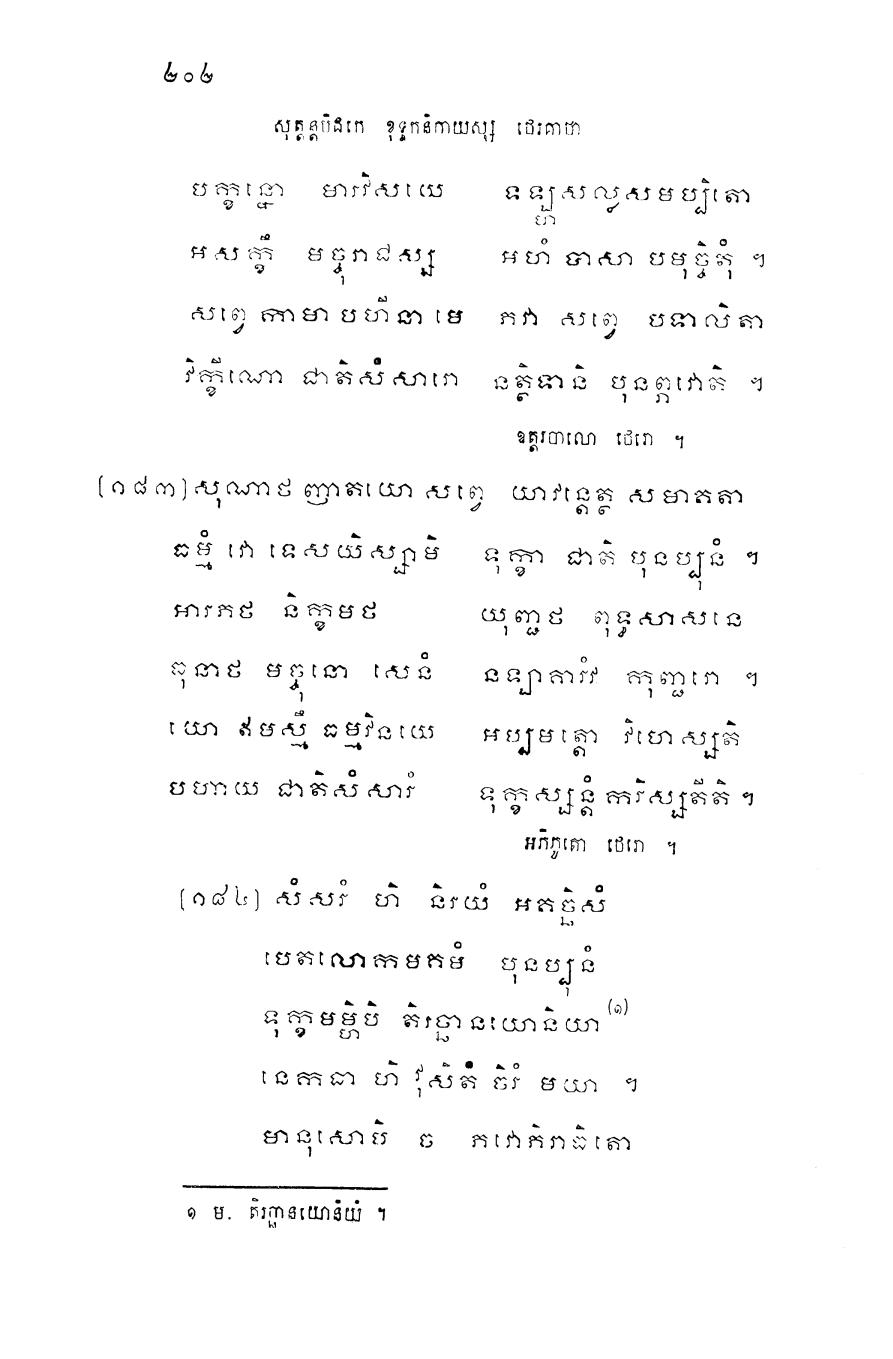 ២០២
សុត្តន្តបិដកេ ខុទ្ទកនិកាយស្ស ថេរគាថា
បក្ខន្នោ មារវិសយេ ទឡ្ហសល្លសមប្បិតោ
អសក្ខឹ មច្ចុរាជស្ស អហំ បាសា បមុច្ចិតុំ ។
សព្វេ កាមា បហីនា មេ ភវា សព្វេ បទាលិតា
វិក្ខីណោ ជាតិសំសារោ នត្ថិទានិ បុនព្ភវោតិ ។
ឧត្តរបាលោ ថេរោ ។
(១៨៣) សុណាថ ញាតយោ សព្វេ យាវន្តេត្ថ សមាគតា
ធម្មំ វោ ទេសយិស្សាមិ ទុក្ខា ជាតិ បុនប្បុនំ ។
អារភថ និក្ខមថ យុញ្ជថ ពុទ្ធសាសនេ
ធុនាថ មច្ចុនោ សេនំ នឡាគារំវ កុញ្ជរោ ។
យោ ឥមស្មឹ ធម្មវិនយេ អប្បមត្តោ វិហេស្សតិ
បហាយ ជាតិសំសារំ ទុក្ខស្សន្តំ ករិស្សតីតិ ។
អភិភូតោ ថេរោ ។
(១៨៤) សំសរំ ហិ និរយំ អគច្ឆិសំ
បេតលោកមគមំ បុនប្បុនំ
ទុក្ខមម្ហិបិ តិរច្ឆានយោនិយា (១)
នេកធា ហិ វុសិតំ ចិរំ មយា ។
មានុសោបិ ច ភវោភិរាធិតោ
១ ម. តិរច្ឆានយោនិយំ ។